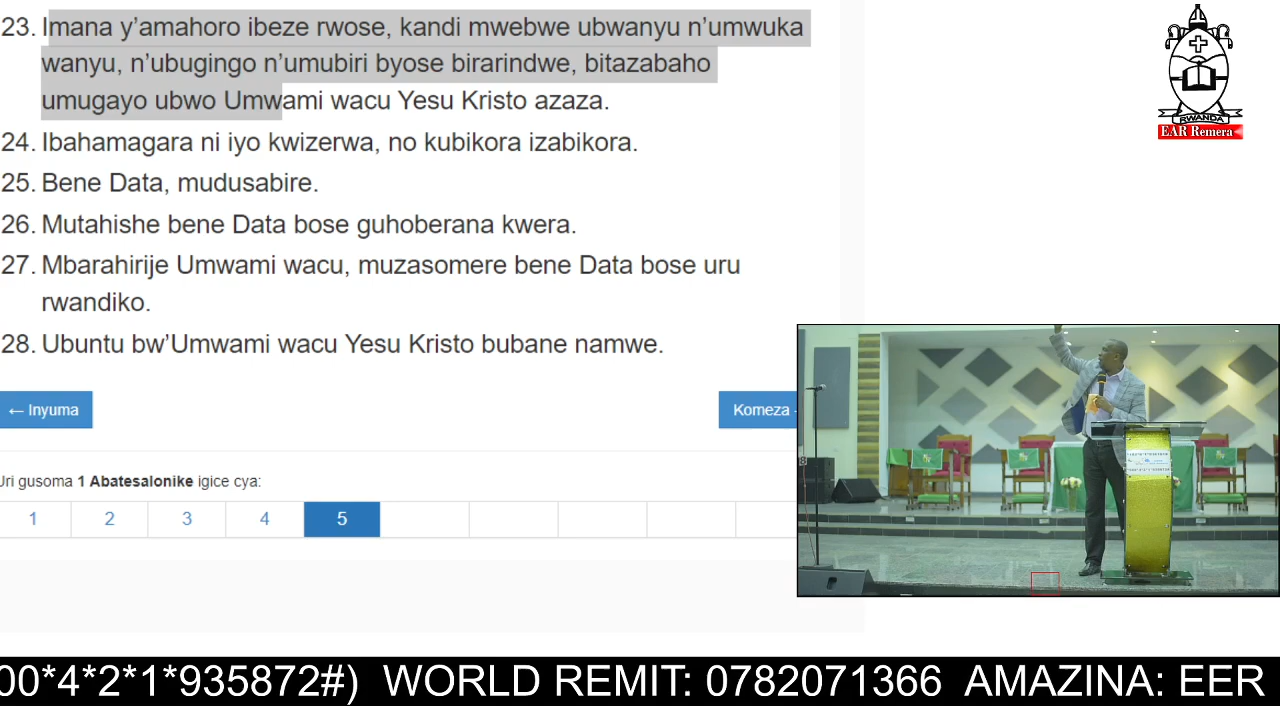 23. Imana y’amahoro ibeze rwose, kandi mwebwe ubwanyu n’umwuka
wanyu, n’ubugingo n’umubiri byose birarindwe, bitazabaho
umugayo ubwo Umwami wacu Yesu Kristo azaza.
24. Ibahamagara ni iyo kwizerwa, no kubikora izabikora.
25. Bene Data, mudusabire.
26. Mutahishe bene Data bose guhoberana kwera.
27. Mbarahirije Umwami wacu, muzasomere bene Data bose uru
rwandiko.
28. Ubuntu bw’Umwami wacu Yesu Kristo bubane namwe.
← Inyuma
Komeza
Uri gusoma 1 Abatesalonike igice cya:
1 2 3 4 5
RWANDA
EAR Remera
00*4*2*1*935872#) WORLD REMIT: 0782071366 AMAZINA: EER